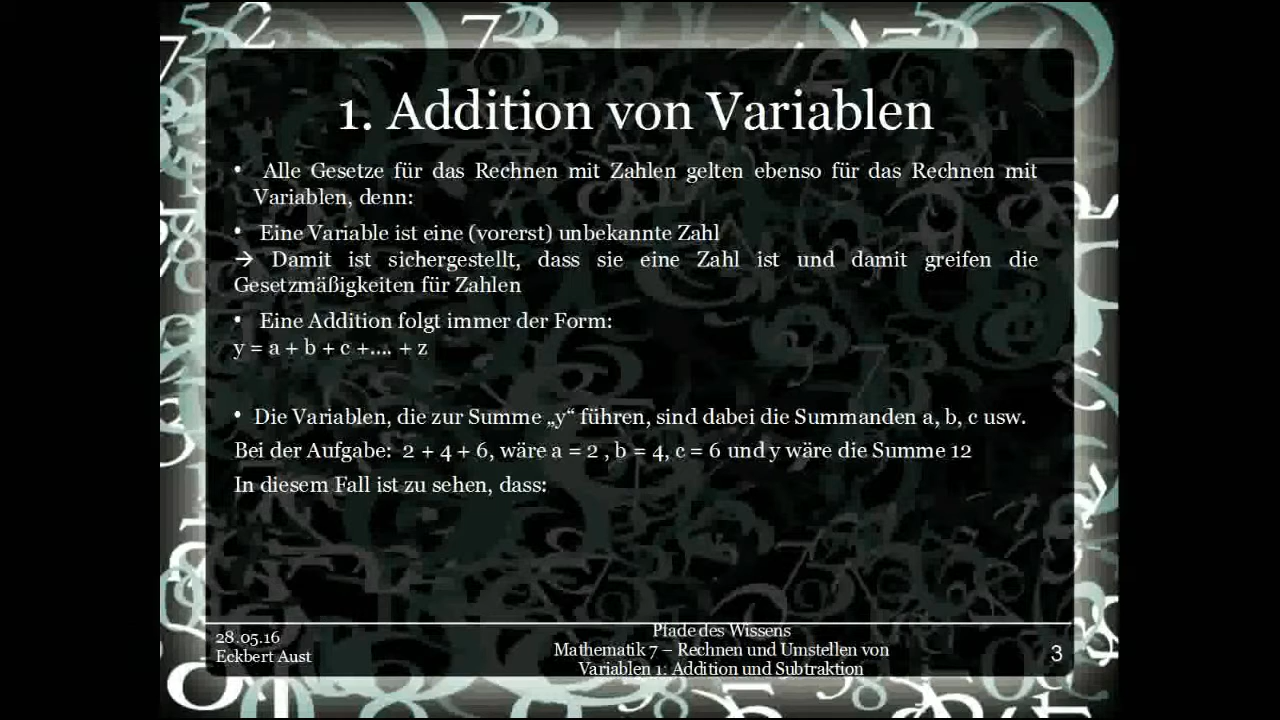 1. Addition von Variablen
• Alle Gesetze für das Rechnen mit Zahlen gelten ebenso für das Rechnen mit
Variablen, denn:
• Eine Variable ist eine (vorerst) unbekannte Zahl
→ Damit ist sichergestellt, dass sie eine Zahl ist und damit greifen die
Gesetzmäßigkeiten für Zahlen
• Eine Addition folgt immer der Form:
y = a + b + c +.... + z
• Die Variablen, die zur Summe „y“ führen, sind dabei die Summanden a, b, c usw.
Bei der Aufgabe: 2 + 4 + 6, wäre a = 2 , b = 4, c = 6 und y wäre die Summe 12
In diesem Fall ist zu sehen, dass:
28.05.16
Eckbert Aust
Pfade des Wissens
Mathematik 7 – Rechnen und Umstellen von
Variablen 1: Addition und Subtraktion
3